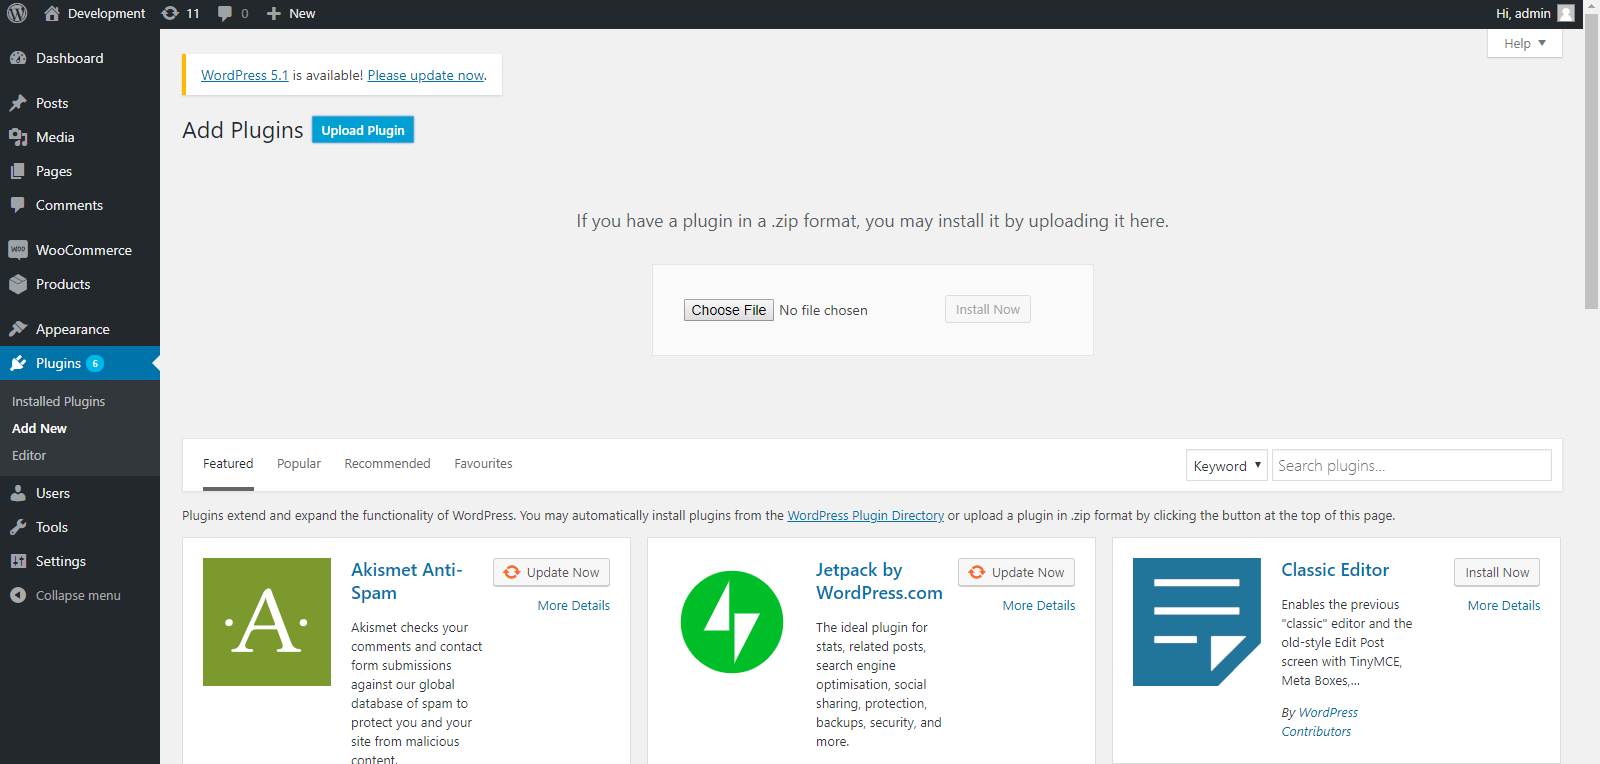 Development 11 0 New Hi, admin
Help
Dashboard
Posts
Media
Pages
Comments
WOO WooCommerce
Products
Appearance
Plugins 6
Installed Plugins
Add New
Editor
Users
Tools
Settings
Collapse menu
WordPress 5.1 is available! Please update now.
Add Plugins Upload Plugin
If you have a plugin in a .zip format, you may install it by uploading it here.
Choose File No file chosen Install Now
Featured Popular Recommended Favourites Keyword Search plugins...
Plugins extend and expand the functionality of WordPress. You may automatically install plugins from the WordPress Plugin Directory or upload a plugin in .zip format by clicking the button at the top of this page.
·A·
Akismet Anti-
Spam
Update Now
More Details
Akismet checks your
comments and contact
form submissions
against our global
database of spam to
protect you and your
site from malicious
content.
Jetpack by
WordPress.com
Update Now
More Details
The ideal plugin for
stats, related posts,
search engine
optimisation, social
sharing, protection,
backups, security, and
more.
Classic Editor
Install Now
More Details
Enables the previous
"classic" editor and the
old-style Edit Post
screen with TinyMCE,
Meta Boxes,...
By WordPress
Contributors